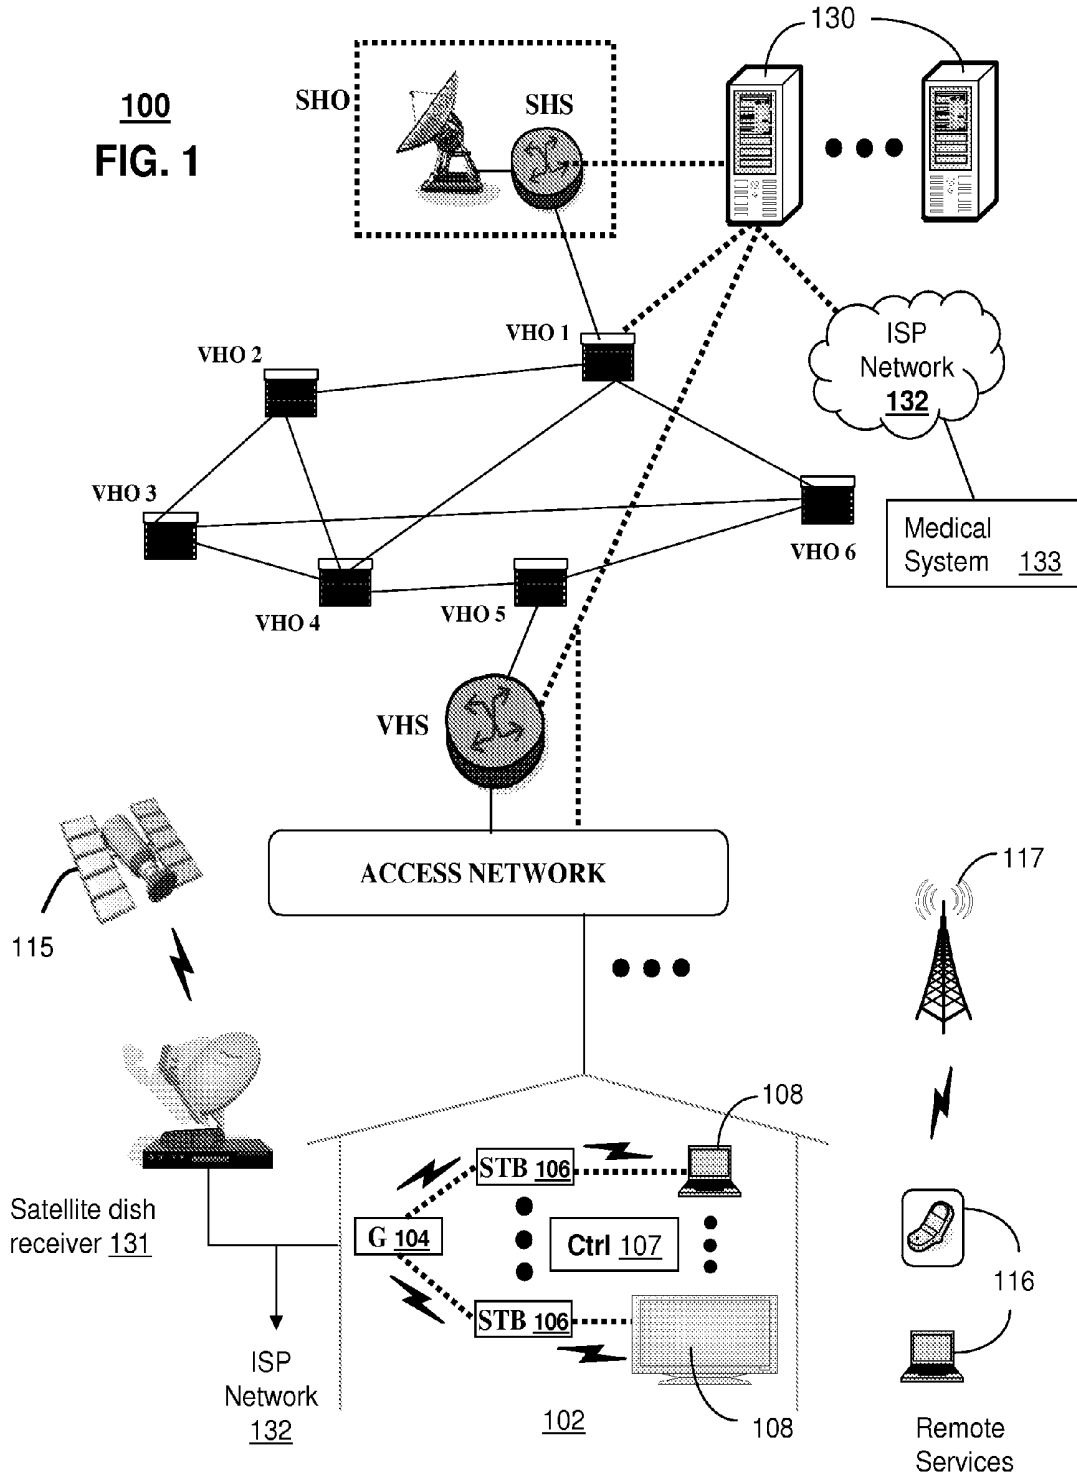 130
100
FIG. 1
SHO
SHS
VHO 1
VHO 2
ISP
Network
132
VHO 3
VHO 6
Medical
System 133
VHO 4
VHO 5
VHS
ACCESS NETWORK
117
115
108
STB 106
Satellite dish
receiver 131
G 104
Ctrl 107
116
STB 106
ISP
Network
132
102
108
Remote
Services